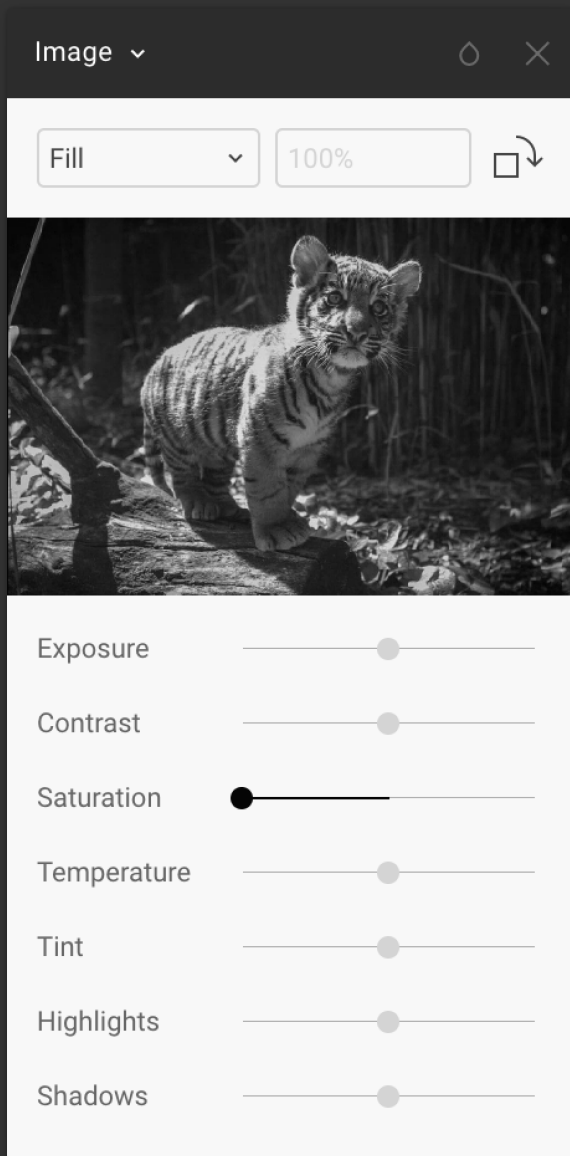 Image
Fill
100%
Exposure
Contrast
Saturation
Temperature
Tint
Highlights
Shadows